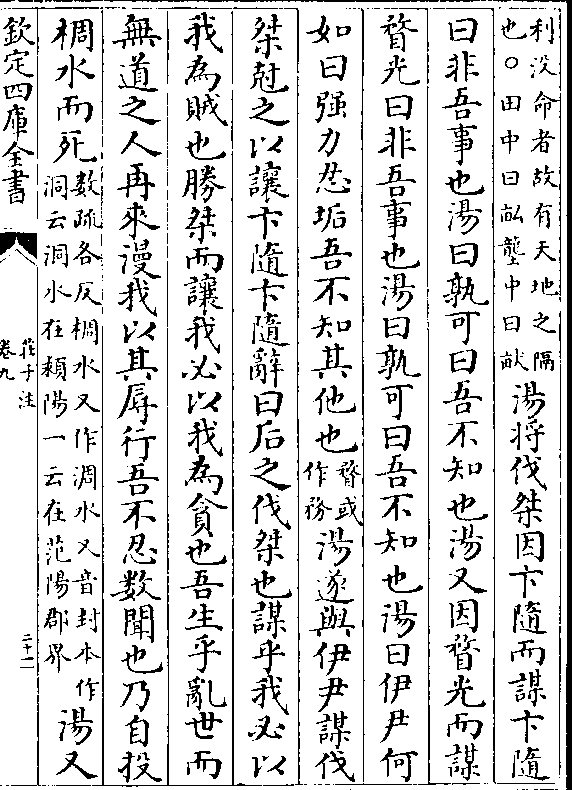 利没命者故有天地之隔
也○田中曰畝壟中曰畎
湯將伐桀因卞隨而謀卞隨
曰非吾事也湯曰孰可曰吾不知也湯又因瞀光而謀
瞀光曰非吾事也湯曰孰可曰吾不知也湯曰伊尹何
如曰强力忍垢吾不知其他也
瞀或
作務
湯遂與伊尹謀伐
桀尅之以讓卞隨卞隨辭曰后之伐桀也謀乎我必以
我為賊也勝桀而讓我必以我為貪也吾生乎亂世而
無道之人再來漫我以其辱行吾不忍數聞也乃自投
椆水而死
數疏各反椆水又作凋水又音封本作
洞云洞水在潁陽一云在范陽郡界
湯又
欽定四庫全書
莊子注
卷九
二十一